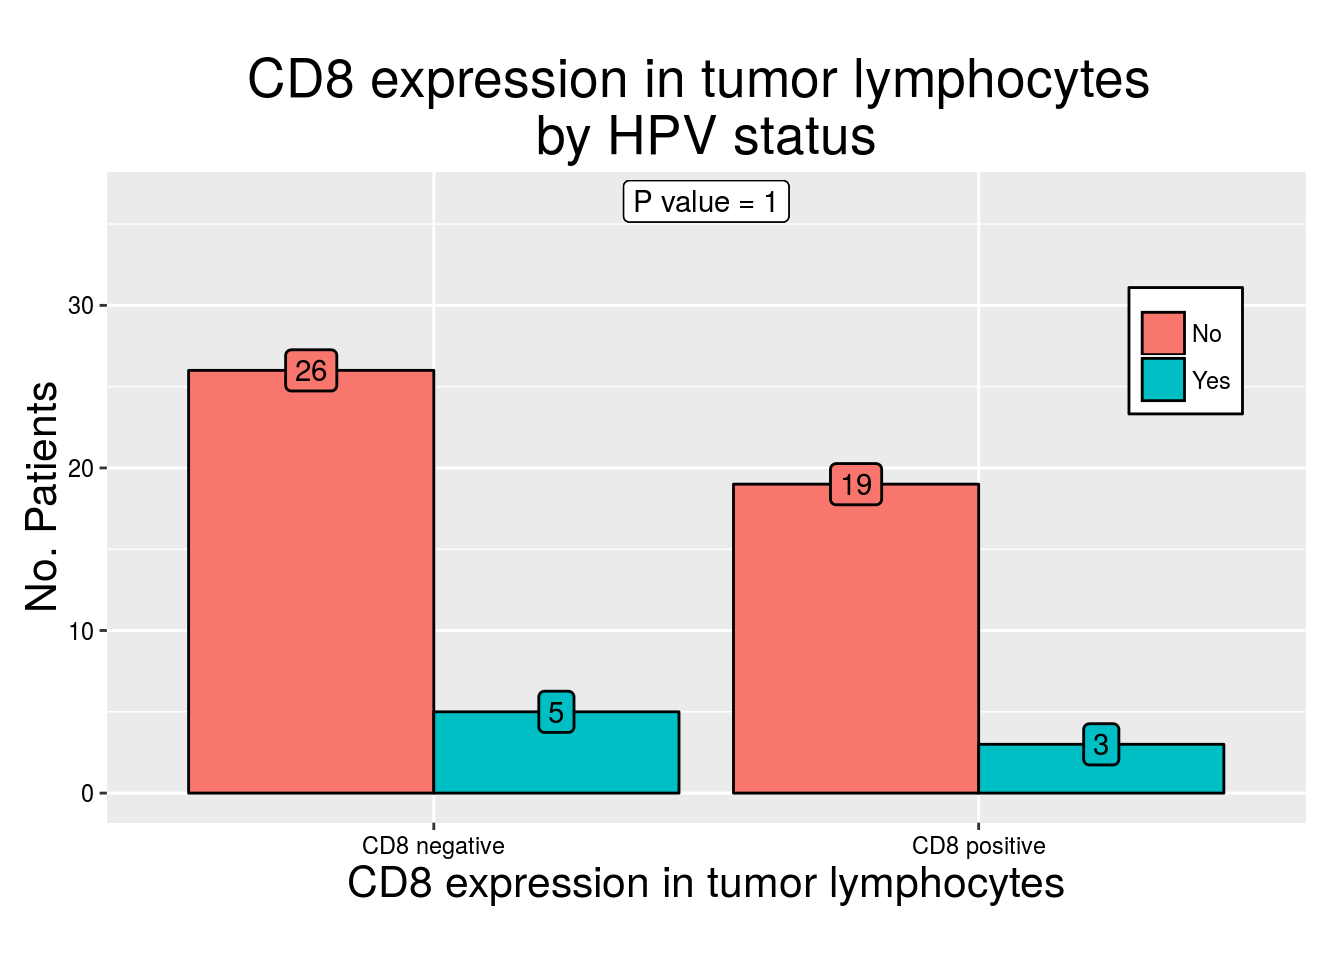 CD8 expression in tumor lymphocytes
by HPV status
P value = 1
No. Patients
30
20
10
0
26
5
19
3
No
Yes
CD8 negative
CD8 positive
CD8 expression in tumor lymphocytes